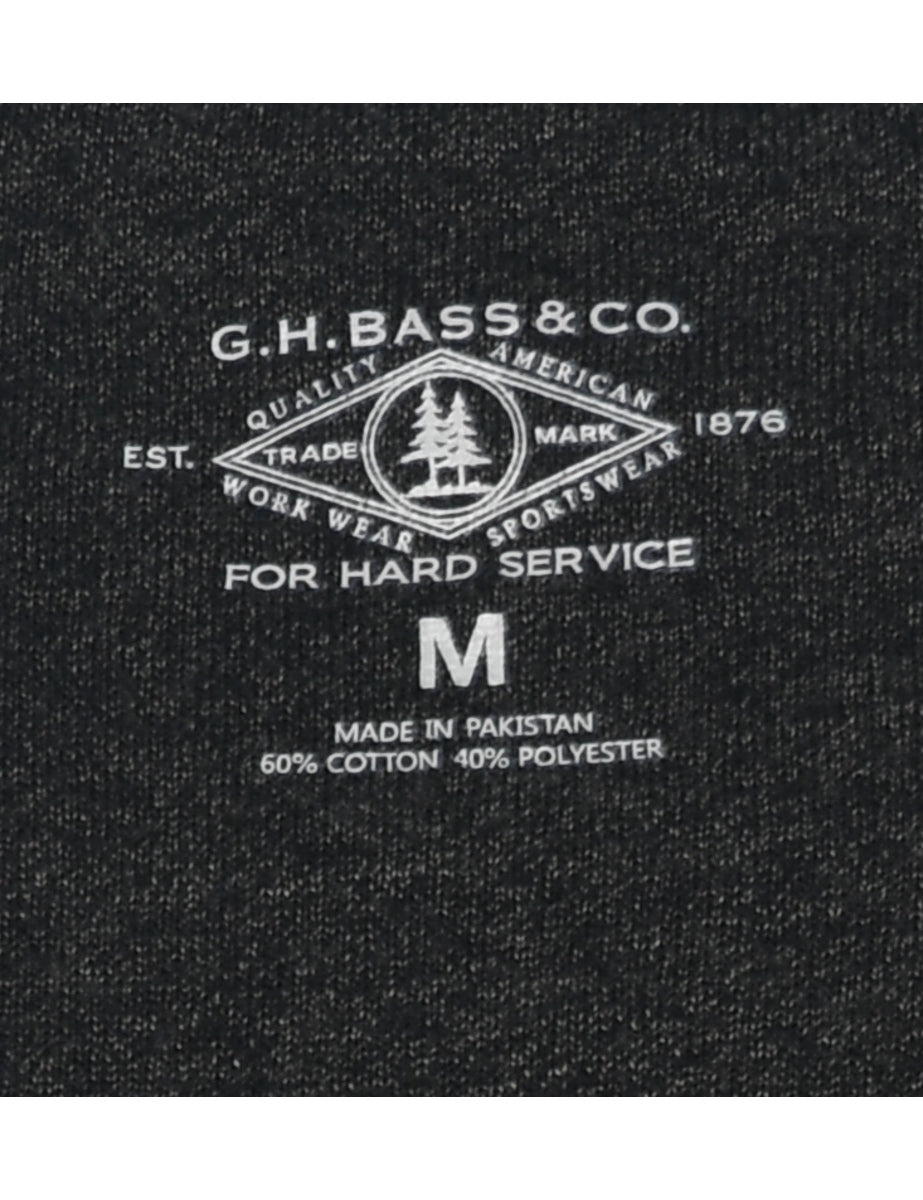 G.H.BASS & CO.
QUALITY AMERICAN
EST. TRADE MARK 1876
WORK WEAR SPORTSWEAR
FOR HARD SERVICE
M
MADE IN PAKISTAN
60% COTTON 40% POLYESTER